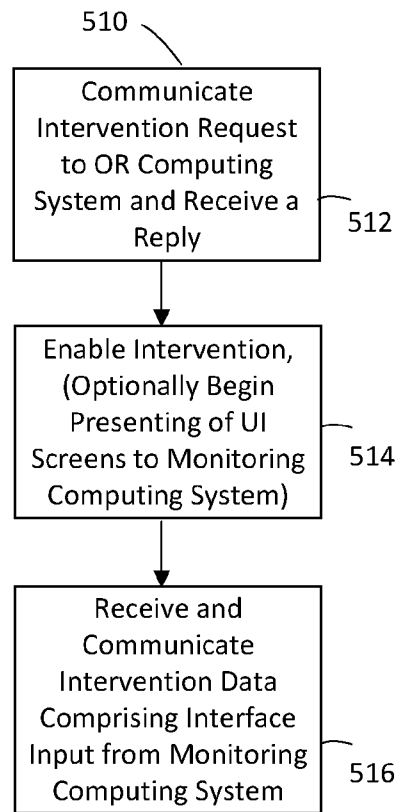 510
Communicate
Intervention Request
to OR Computing
System and Receive a
Reply
512
Enable Intervention,
(Optionally Begin
Presenting of UI
Screens to Monitoring
Computing System)
514
Receive and
Communicate
Intervention Data
Comprising Interface
Input from Monitoring
Computing System
516